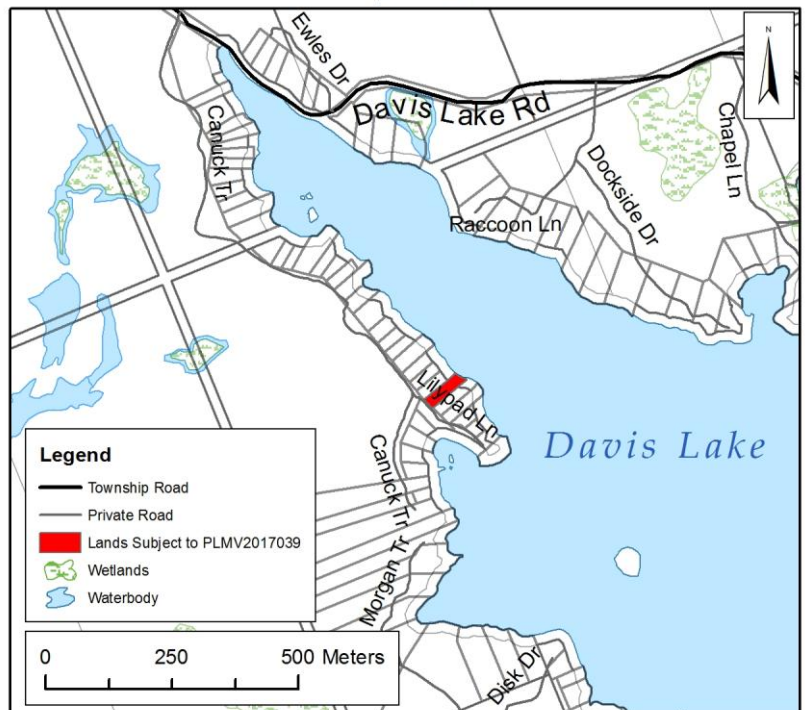 N
Ewles Dr
Davis Lake Rd
Canuck Tr
Chapel Ln
Dockside Dr
Raccoon Ln
Lilypad Ln
Davis Lake
Canuck Tr
Morgan Tr
Disk Dr
Legend
Township Road
Private Road
Lands Subject to PLMV2017039
Wetlands
Waterbody
0 250 500 Meters